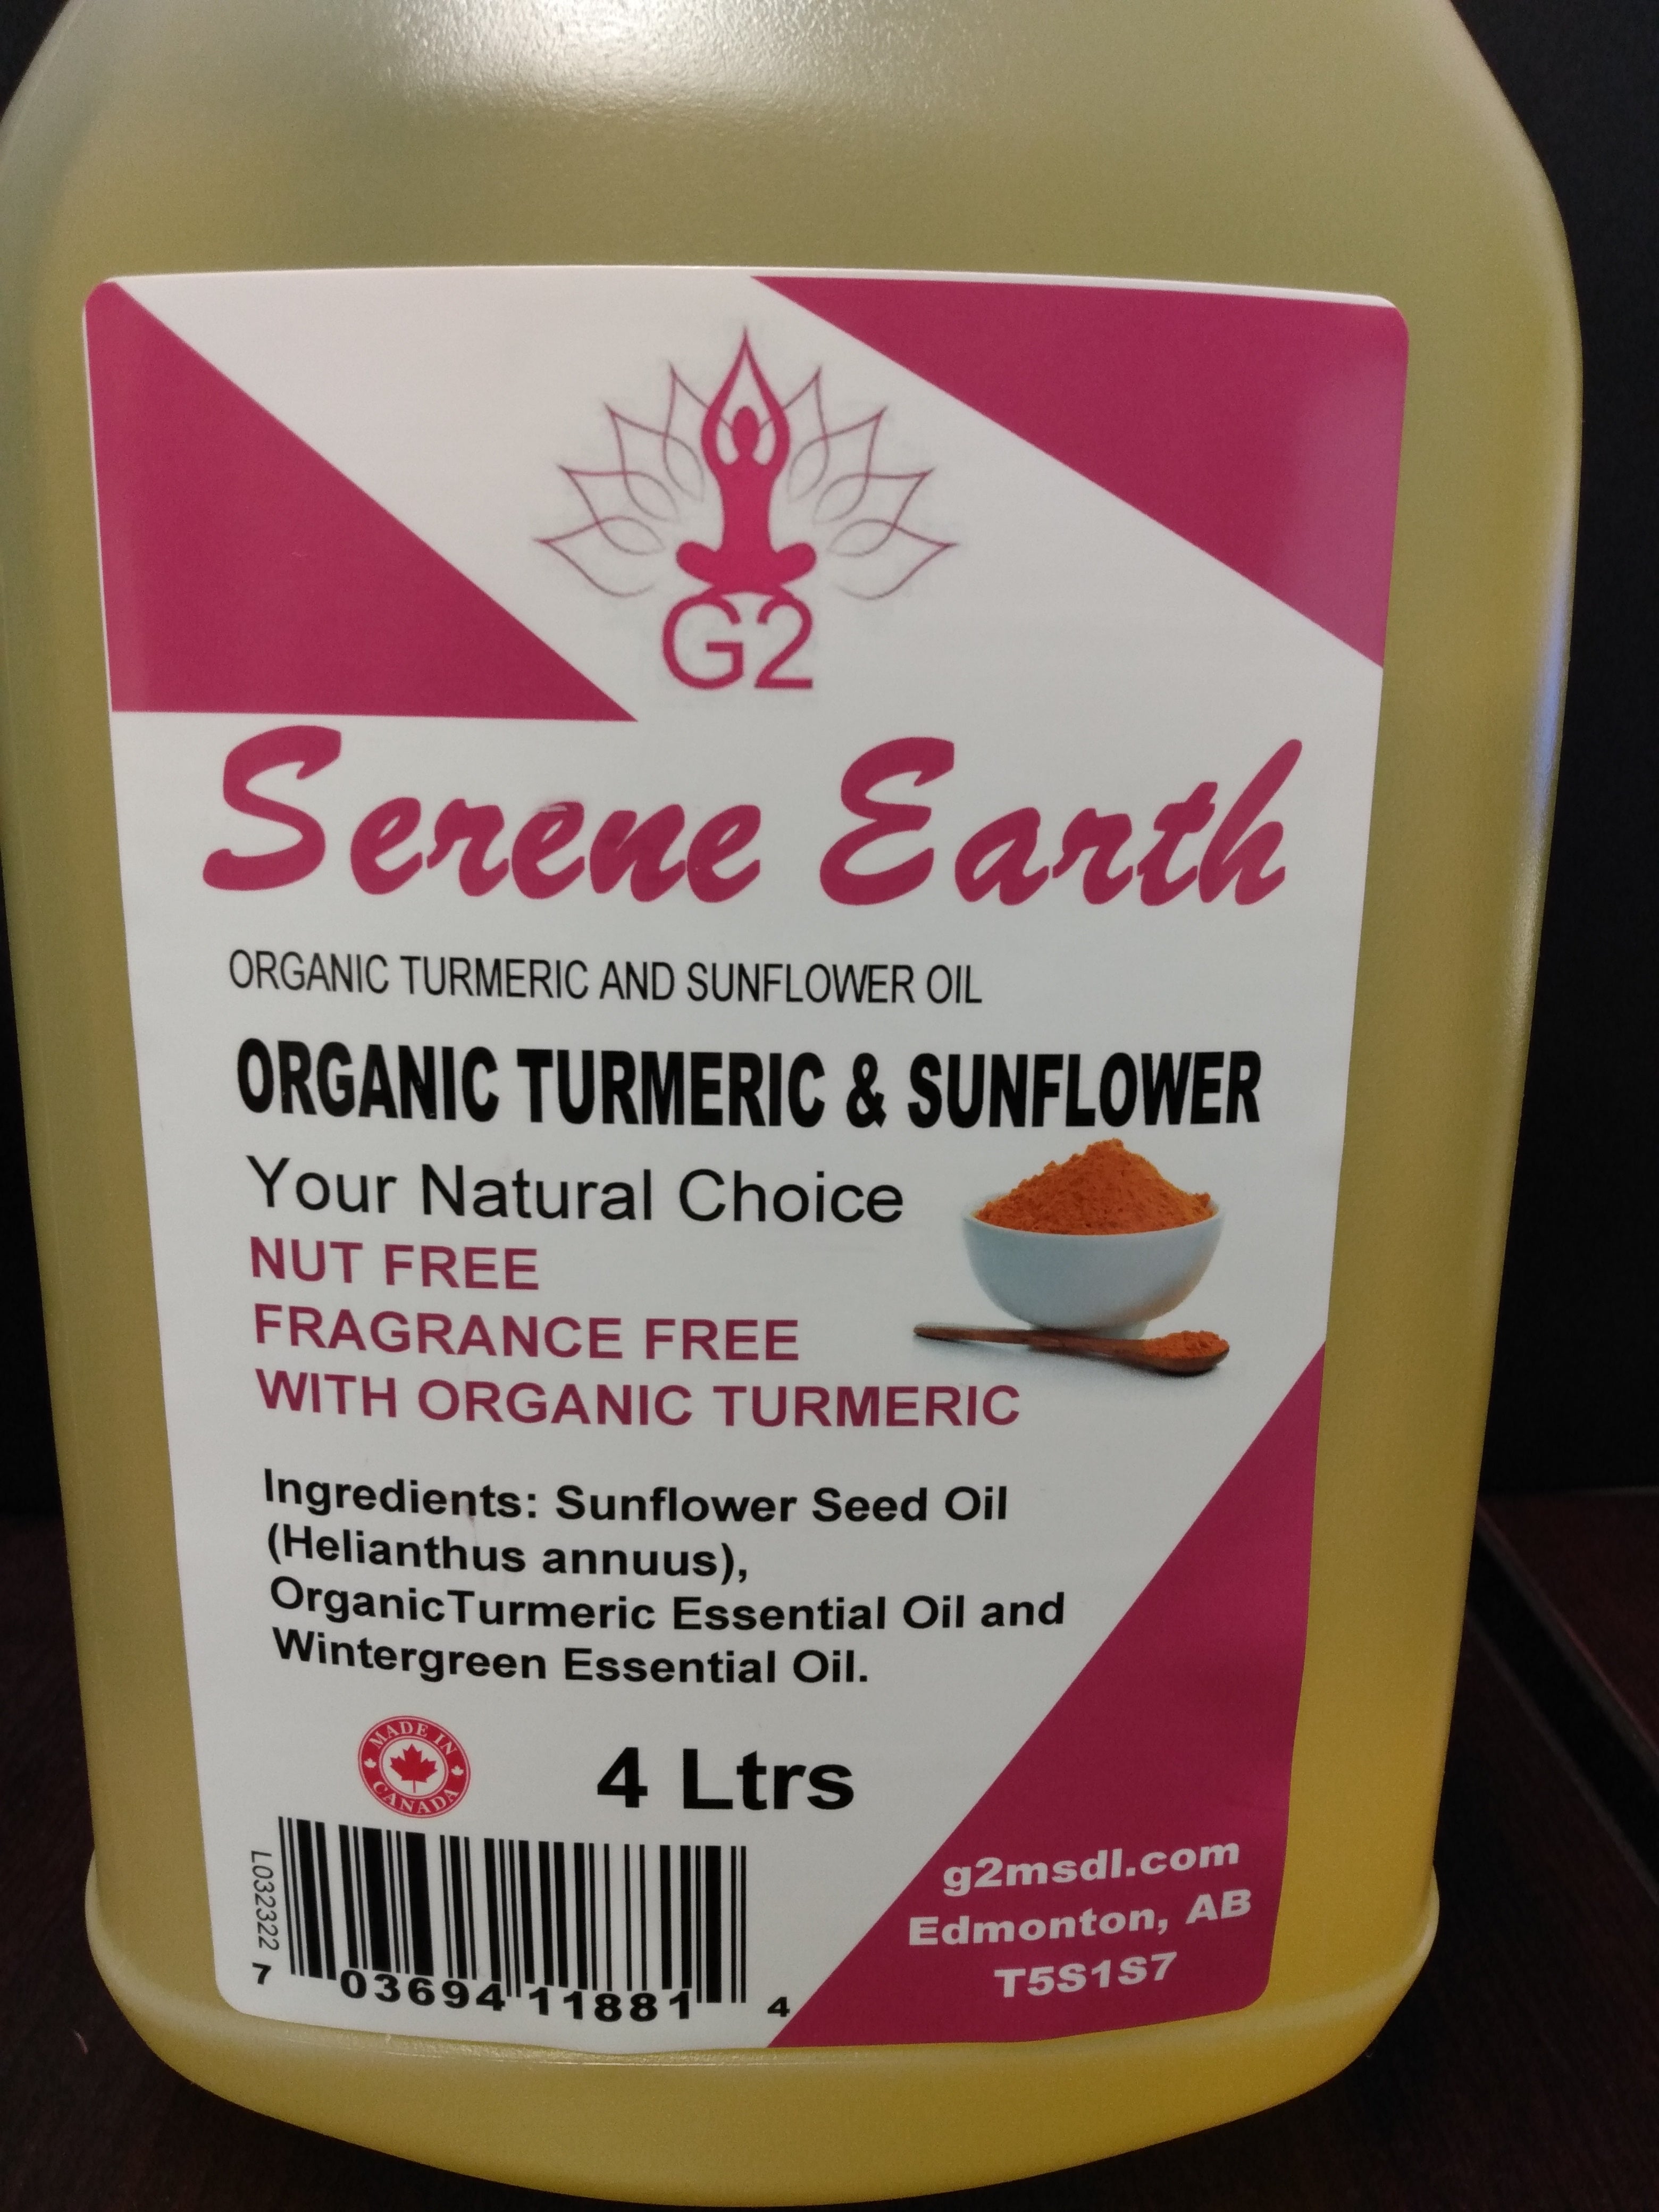 G2
Serene Earth
ORGANIC TURMERIC AND SUNFLOWER OIL
ORGANIC TURMERIC & SUNFLOWER
Your Natural Choice
NUT FREE
FRAGRANCE FREE
WITH ORGANIC TURMERIC
Ingredients: Sunflower Seed Oil
(Helianthus annuus),
OrganicTurmeric Essential Oil and
Wintergreen Essential Oil.
MADE IN
CANADA
4 Ltrs
L032322
7 03694 11881 4
g2msdl.com
Edmonton, AB
T5S1S7